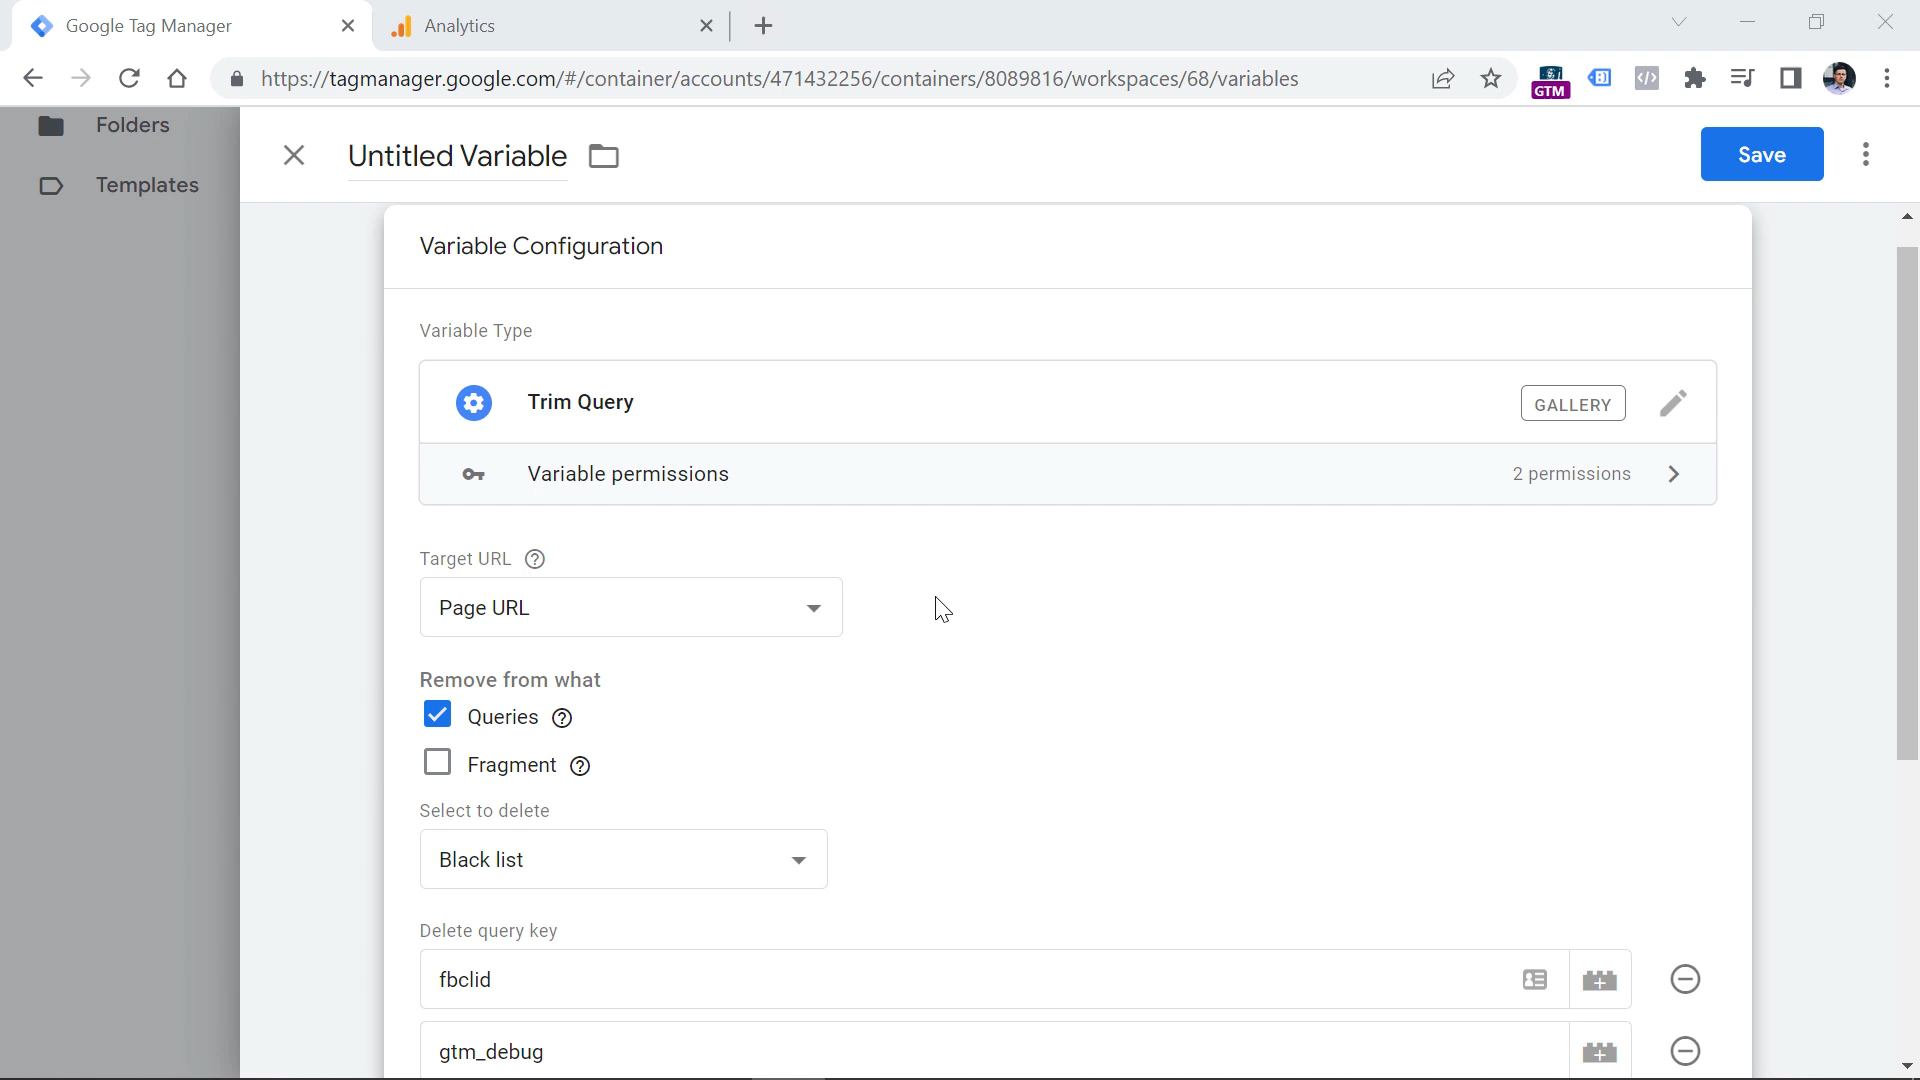 Google Tag Manager
Analytics
https://tagmanager.google.com/#/container/accounts/471432256/containers/8089816/workspaces/68/variables
GTM
Folders
Templates
Untitled Variable
Save
Variable Configuration
Variable Type
Trim Query
GALLERY
Variable permissions
2 permissions
Target URL
Page URL
Remove from what
Queries
Fragment
Select to delete
Black list
Delete query key
fbclid
gtm_debug